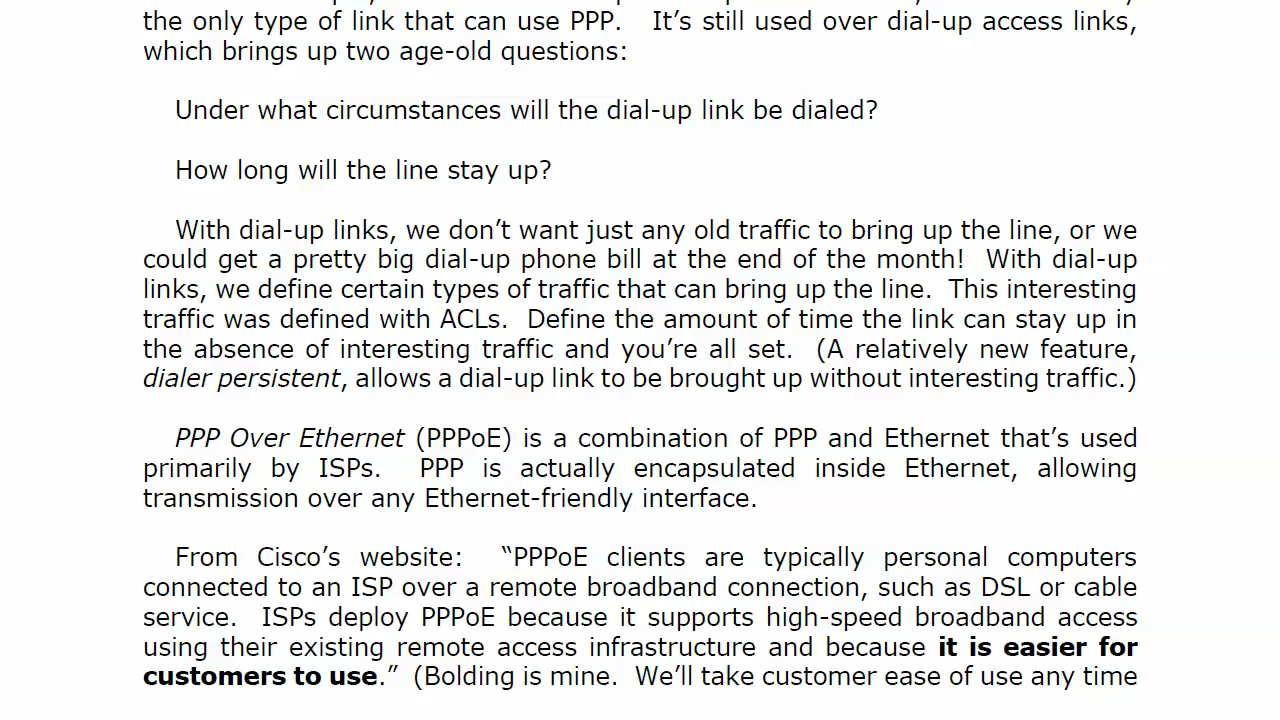 the only type of link that can use PPP.  It’s still used over dial-up access links,
which brings up two age-old questions:
Under what circumstances will the dial-up link be dialed?
How long will the line stay up?
With dial-up links, we don’t want just any old traffic to bring up the line, or we
could get a pretty big dial-up phone bill at the end of the month!  With dial-up
links, we define certain types of traffic that can bring up the line.  This interesting
traffic was defined with ACLs.  Define the amount of time the link can stay up in
the absence of interesting traffic and you’re all set.  (A relatively new feature,
dialer persistent, allows a dial-up link to be brought up without interesting traffic.)
PPP Over Ethernet (PPPoE) is a combination of PPP and Ethernet that’s used
primarily by ISPs.  PPP is actually encapsulated inside Ethernet, allowing
transmission over any Ethernet-friendly interface.
From Cisco’s website:  “PPPoE clients are typically personal computers
connected to an ISP over a remote broadband connection, such as DSL or cable
service.  ISPs deploy PPPoE because it supports high-speed broadband access
using their existing remote access infrastructure and because it is easier for
customers to use.”  (Bolding is mine.  We’ll take customer ease of use any time